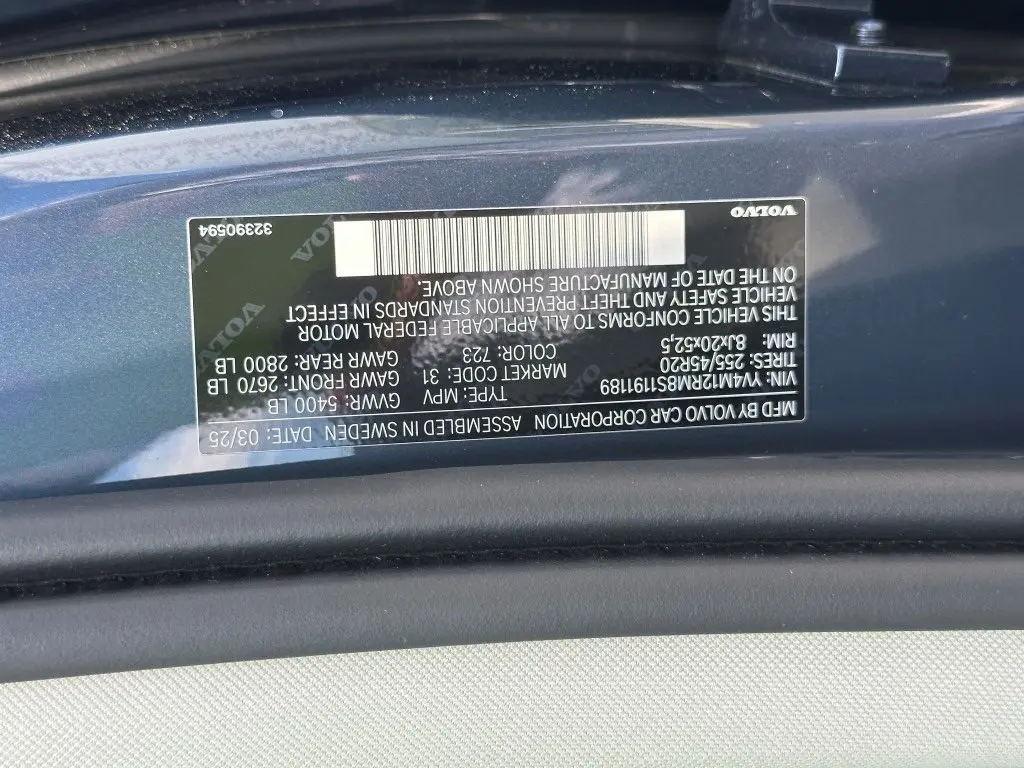 MFD BY VOLVO CAR CORPORATION ASSEMBLED IN SWEDEN DATE: 03/25
VIN: YV4M12RM8S1191189 TYPE: MPV GVWR: 5400 LB
TIRES: 255/45R20 MARKET CODE: 31 GAWR FRONT: 2670 LB
RIM: 8Jx20x52,5 COLOR: 723 GAWR REAR: 2800 LB
THIS VEHICLE CONFORMS TO ALL APPLICABLE FEDERAL MOTOR
VEHICLE SAFETY AND THEFT PREVENTION STANDARDS IN EFFECT
ON THE DATE OF MANUFACTURE SHOWN ABOVE.
VOLVO 32390594